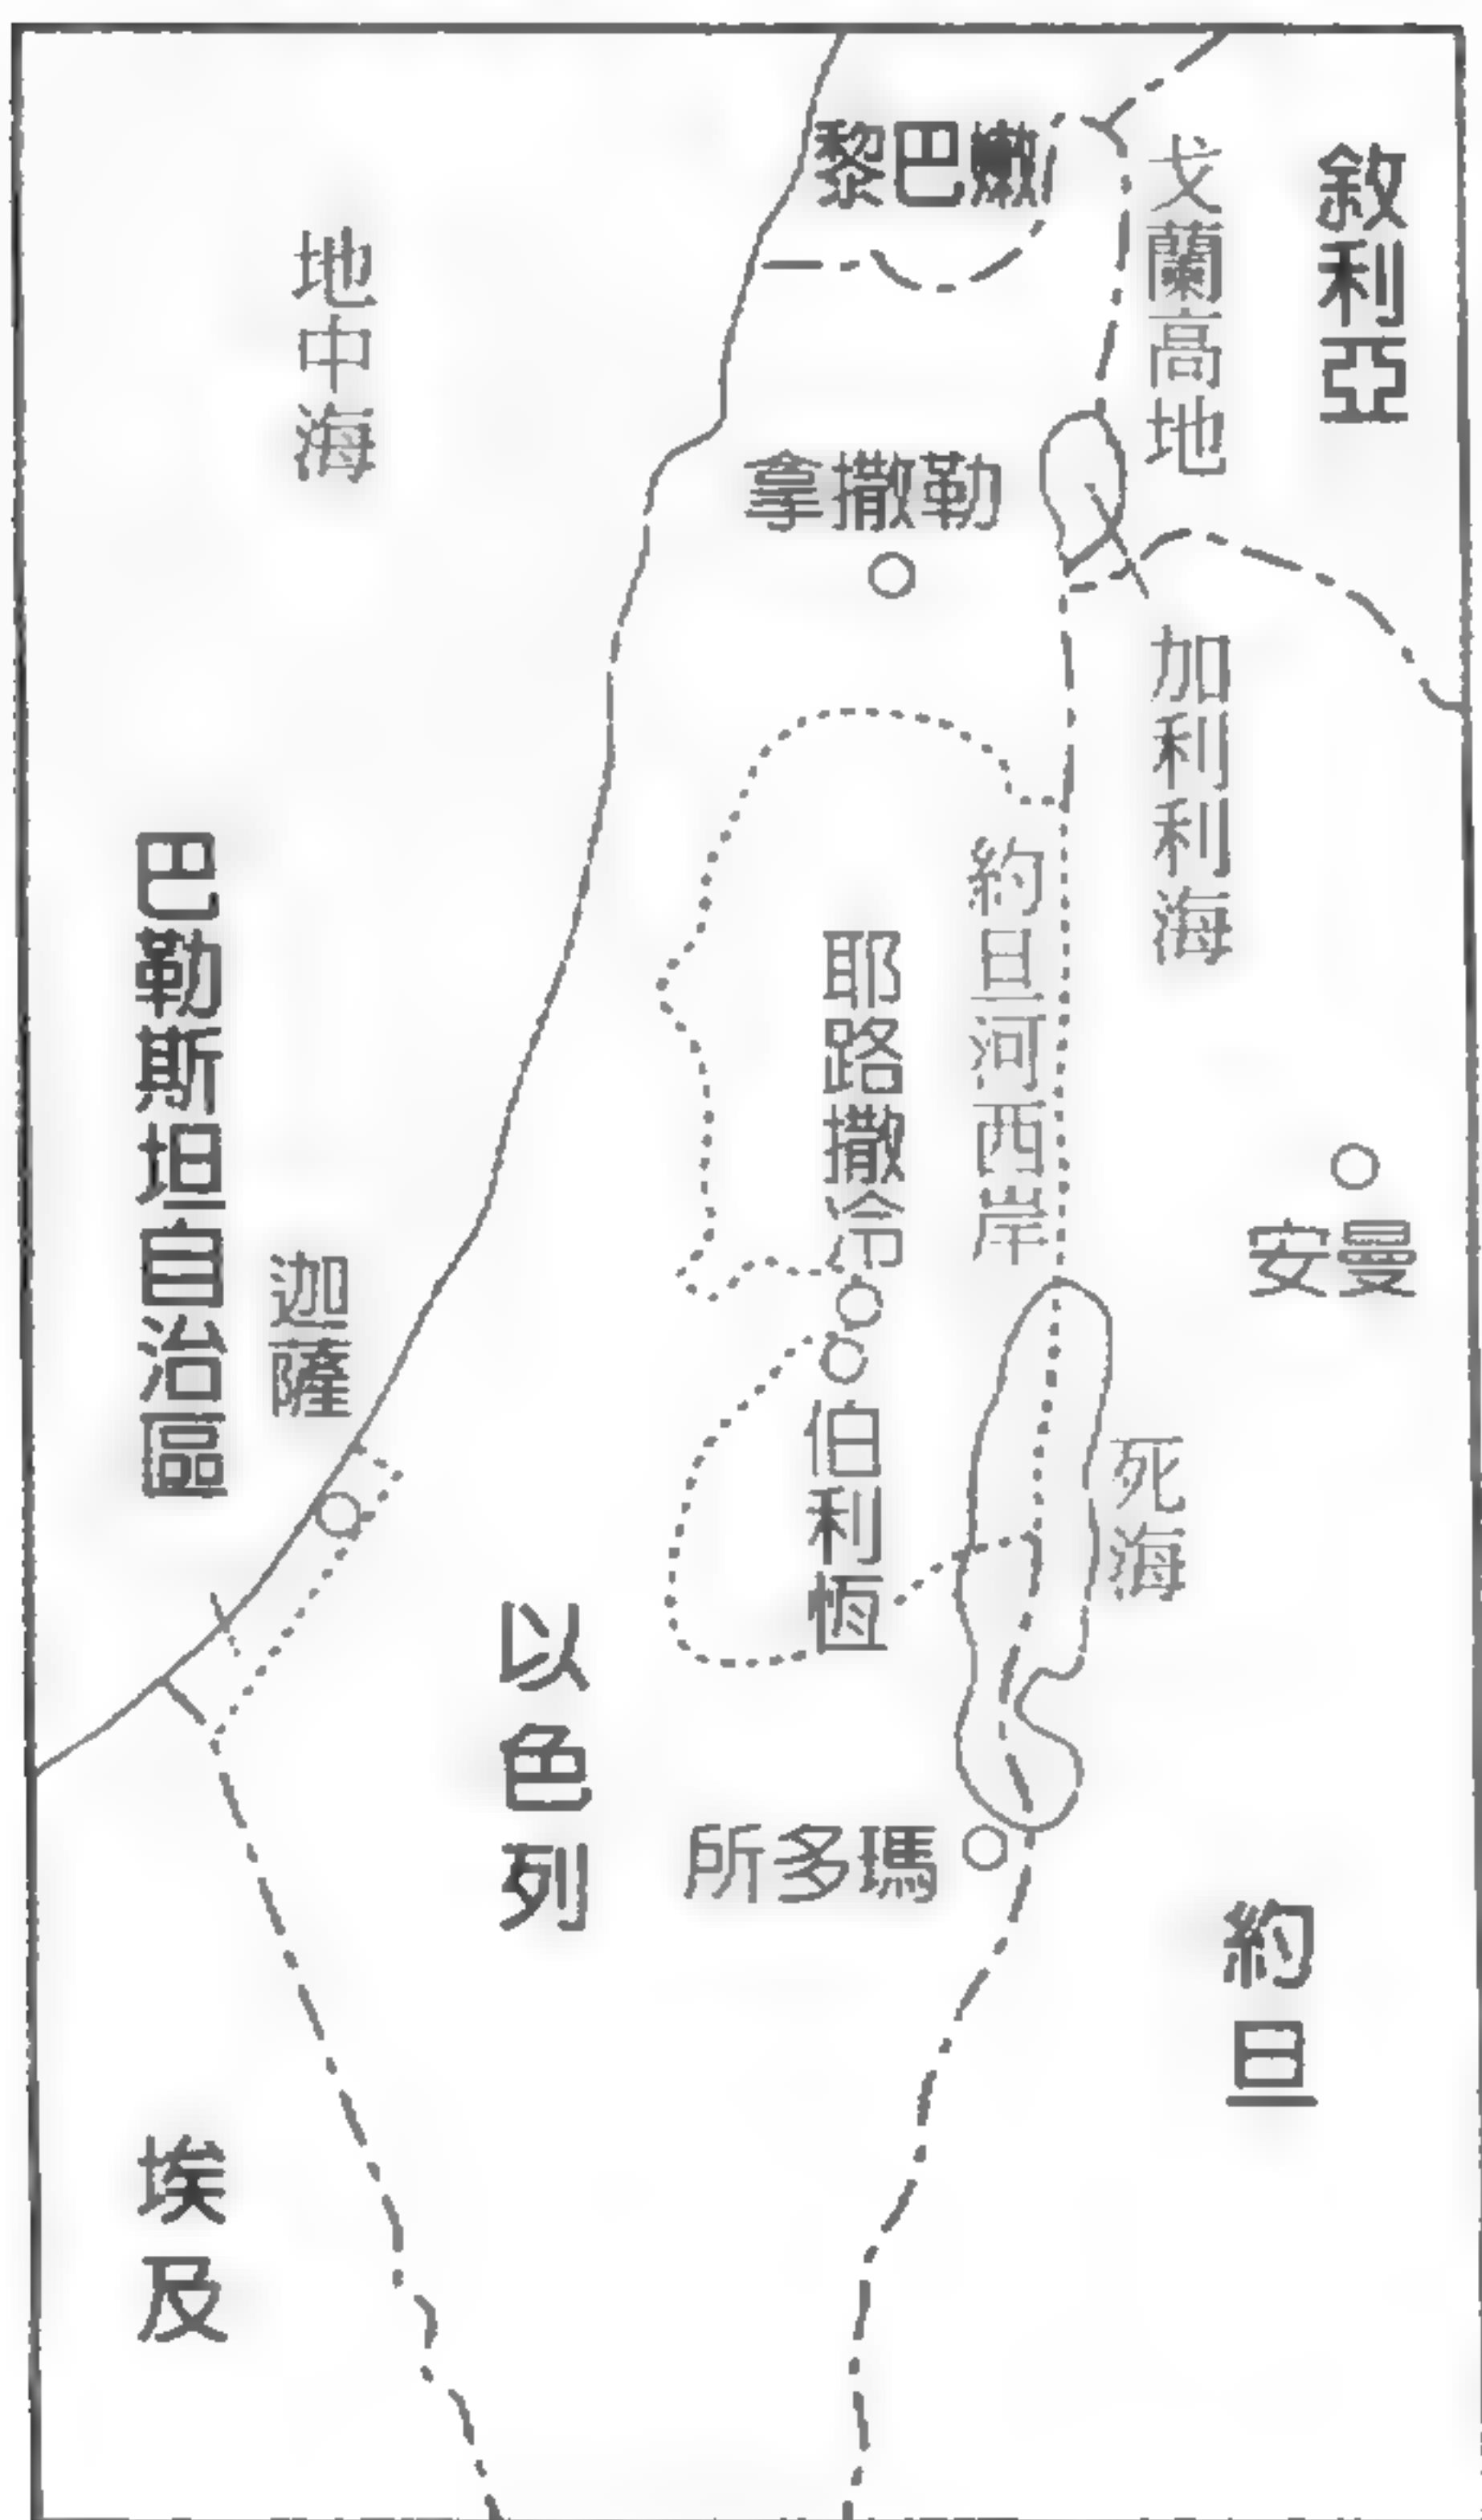 黎巴嫩
敘利亞
戈蘭高地
地中海
拿撒勒
加利利海
巴勒斯坦自治區
約旦河西岸
耶路撒冷
安曼
迦薩
伯利恆
死海
以色列
所多瑪
約旦
埃及